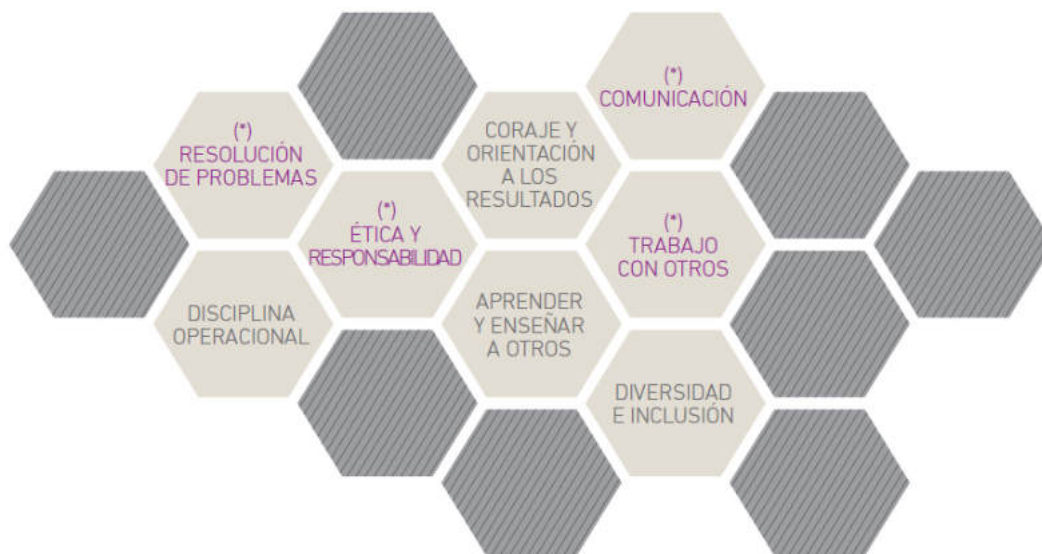 (*)
RESOLUCIÓN
DE PROBLEMAS
(*)
ÉTICA Y
RESPONSABILIDAD
DISCIPLINA
OPERACIONAL
CORAJE Y
ORIENTACIÓN
A LOS
RESULTADOS
APRENDER
Y ENSEÑAR
A OTROS
(*)
COMUNICACIÓN
(*)
TRABAJO
CON OTROS
DIVERSIDAD
E INCLUSIÓN